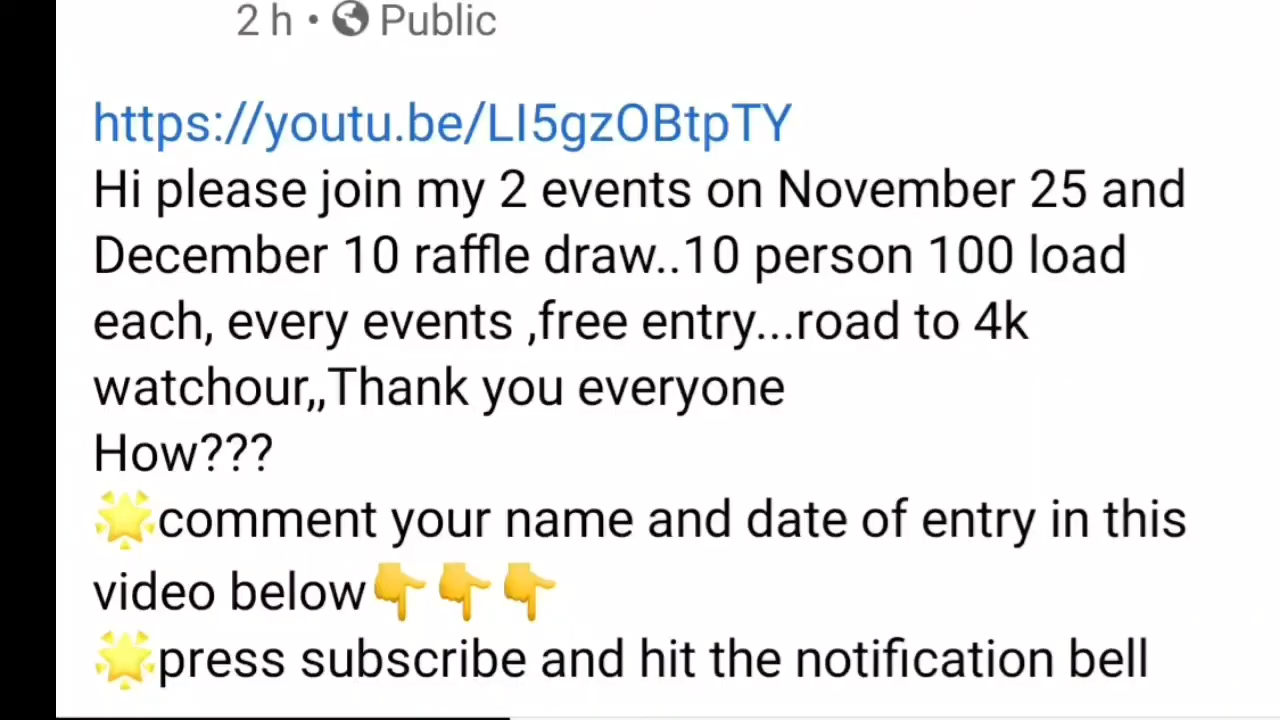 2 h • Public
https://youtu.be/LI5gzOBtpTY
Hi please join my 2 events on November 25 and
December 10 raffle draw..10 person 100 load
each, every events ,free entry...road to 4k
watchour,,Thank you everyone
How???
🌟comment your name and date of entry in this
video below👇👇👇
🌟press subscribe and hit the notification bell